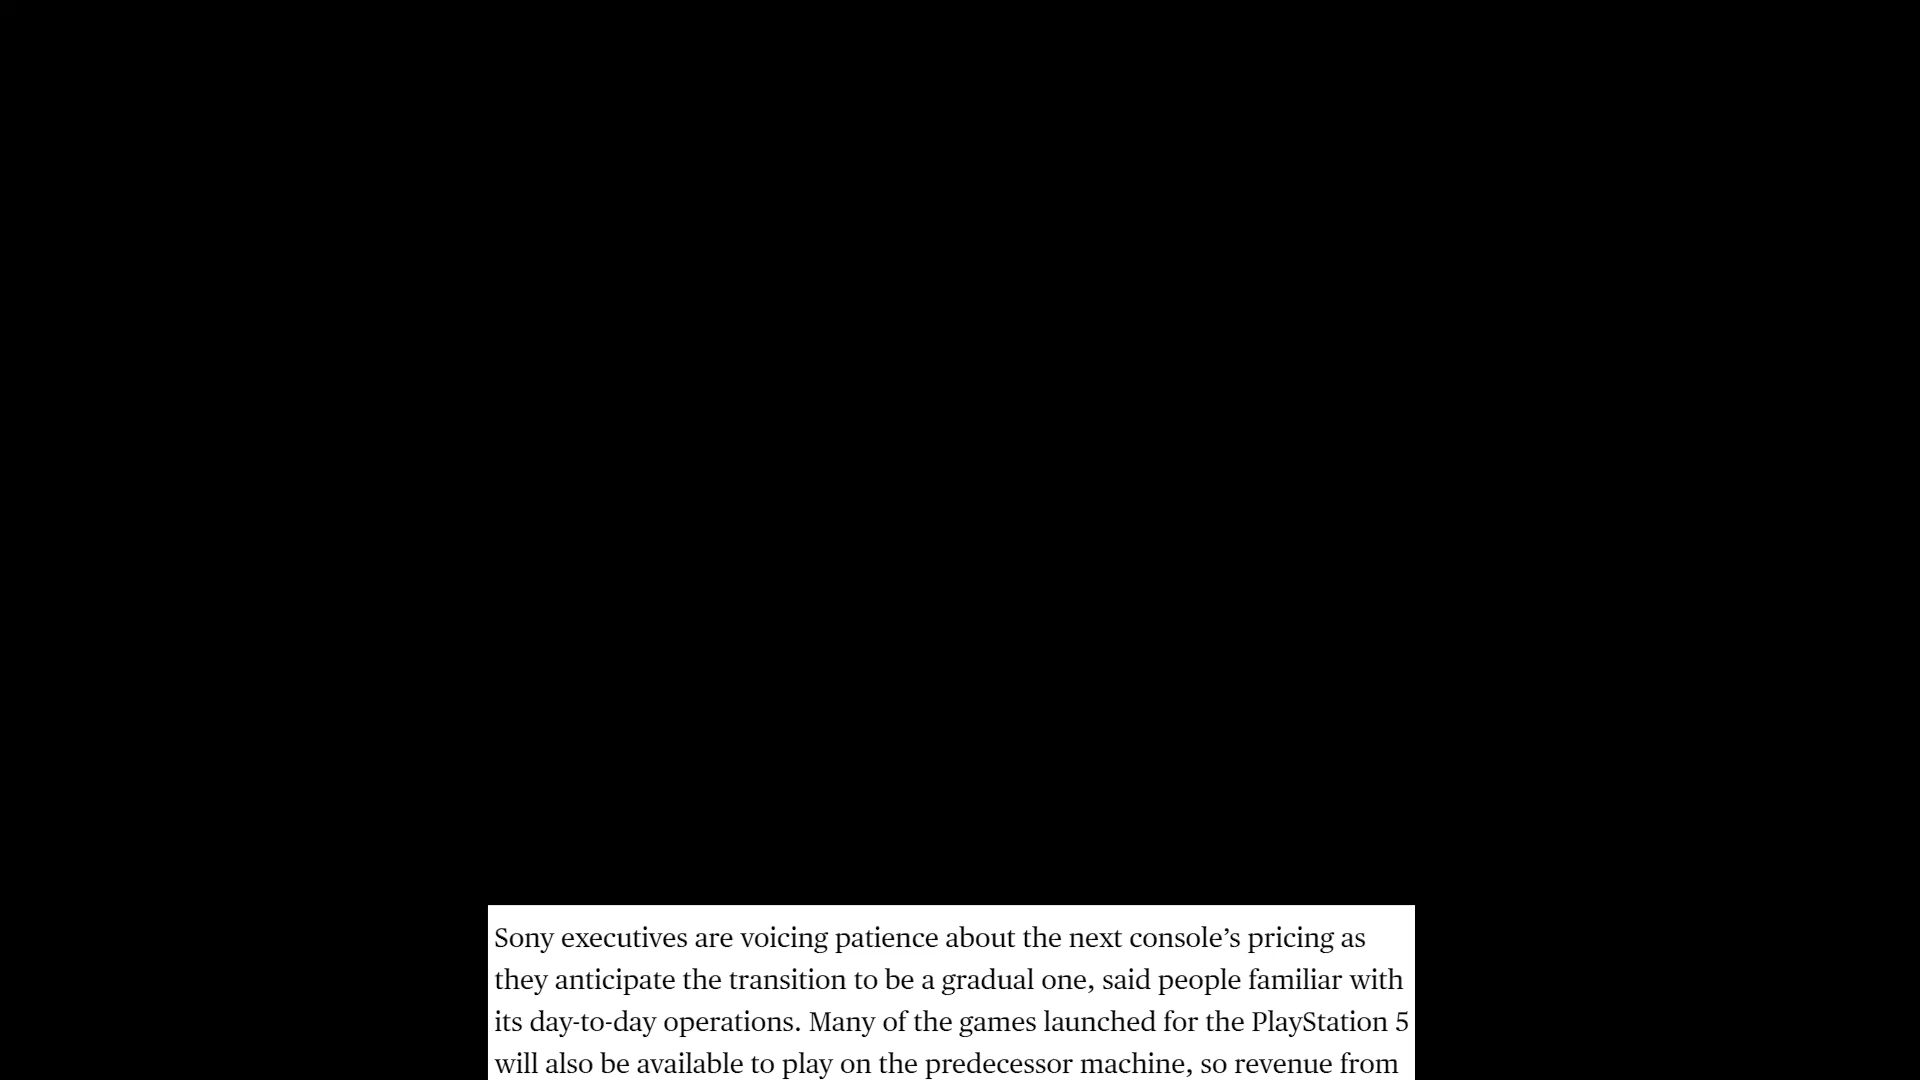 Sony executives are voicing patience about the next console’s pricing as
they anticipate the transition to be a gradual one, said people familiar with
its day-to-day operations. Many of the games launched for the PlayStation 5
will also be available to play on the predecessor machine, so revenue from